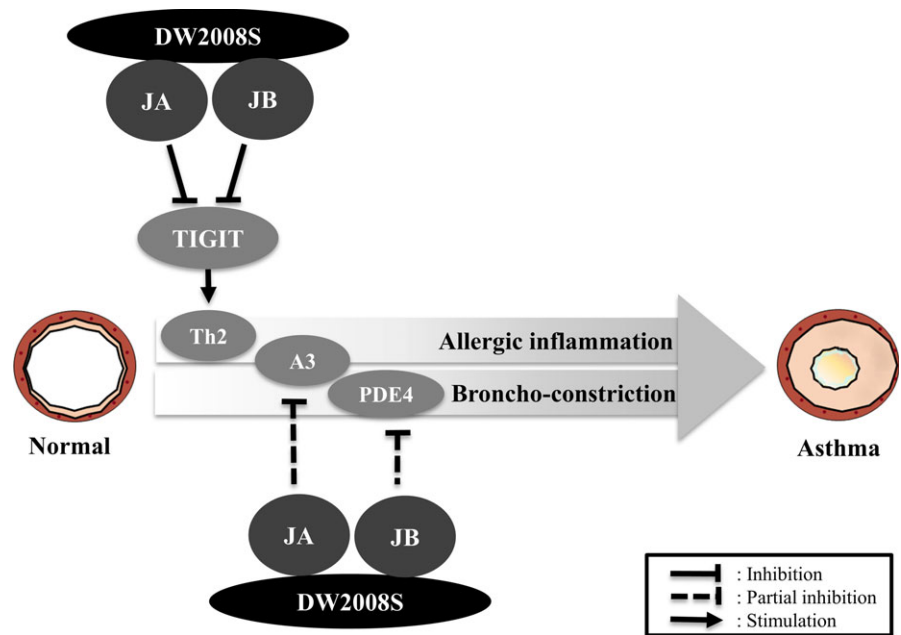 DW2008S
JA
JB
TIGIT
Th2
Allergic inflammation
A3
PDE4
Broncho-constriction
Normal
Asthma
JA
JB
DW2008S
: Inhibition
: Partial inhibition
: Stimulation